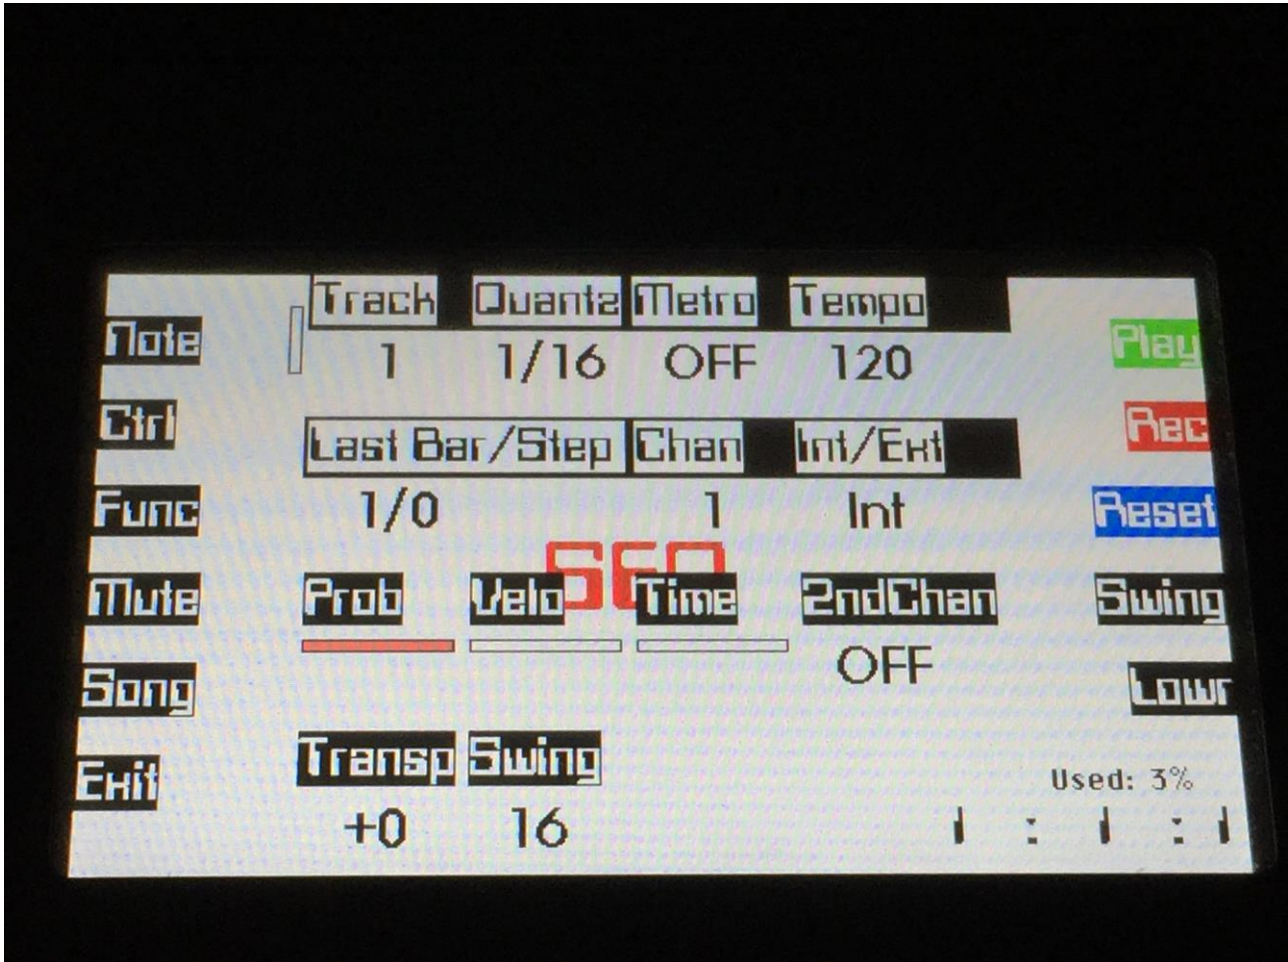 Track Quantz Metro Tempo
Note 1 1/16 OFF 120 Play
Ctrl Last Bar/Step Chan Int/Ext Rec
Func 1/0 1 Int Reset
SEQ
Mute Prob Velo Time 2ndChan Swing
Song OFF Lowr
Exit Transp Swing Used: 3%
+0 16 1 : 1 : 1